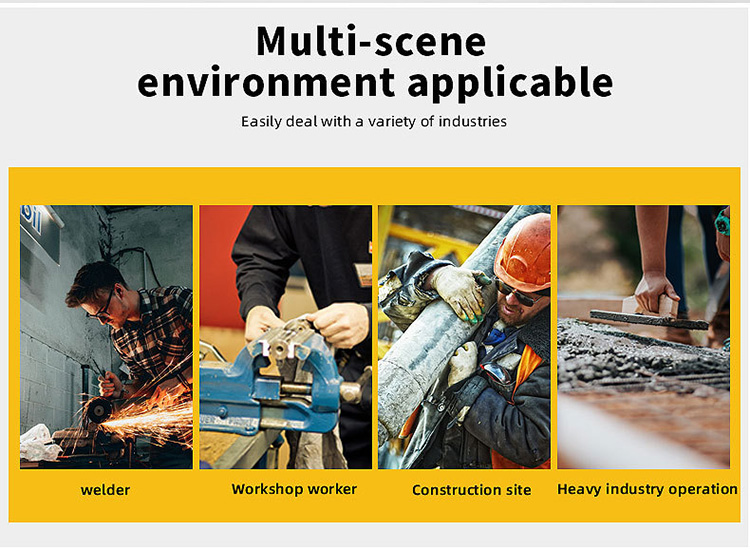 Multi-scene
environment applicable
Easily deal with a variety of industries
welder
Workshop worker
Construction site
Heavy industry operation